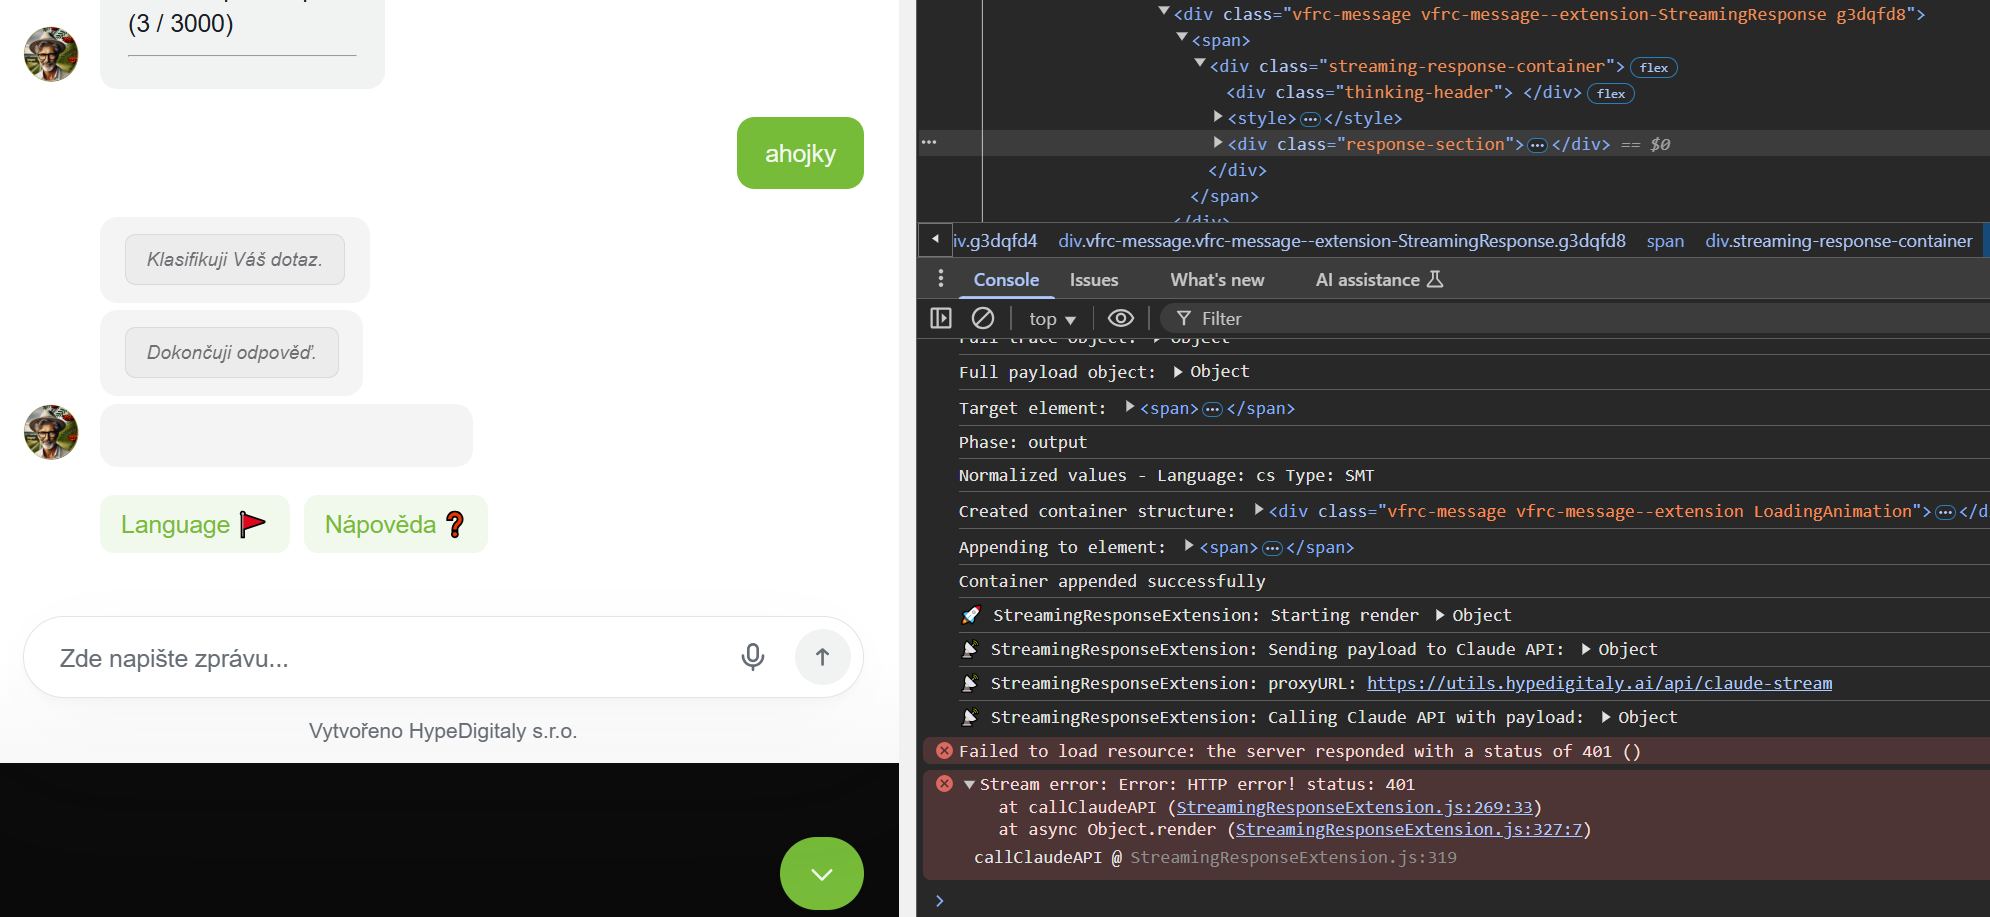 (3 / 3000)
ahojky
Klasifikuji Váš dotaz.
Dokončuji odpověď.
Language 🚩
Nápověda ❓
Zde napište zprávu...
Vytvořeno HypeDigitaly s.r.o.
▼<div class="vfrc-message vfrc-message--extension-StreamingResponse g3dqfd8">
▼<span>
▼<div class="streaming-response-container"> flex
<div class="thinking-header"> </div> flex
▶<style>…</style>
▶<div class="response-section">…</div> == $0
</div>
</span>
</div>
iv.g3dqfd4 div.vfrc-message.vfrc-message--extension-StreamingResponse.g3dqfd8 span div.streaming-response-container
Console Issues What's new AI assistance
top ▼ Filter
Full trace object: ▶ Object
Full payload object: ▶ Object
Target element: ▶<span>…</span>
Phase: output
Normalized values - Language: cs Type: SMT
Created container structure: ▶<div class="vfrc-message vfrc-message--extension LoadingAnimation">…</d
Appending to element: ▶<span>…</span>
Container appended successfully
🚀 StreamingResponseExtension: Starting render ▶ Object
📡 StreamingResponseExtension: Sending payload to Claude API: ▶ Object
📡 StreamingResponseExtension: proxyURL: https://utils.hypedigitaly.ai/api/claude-stream
📡 StreamingResponseExtension: Calling Claude API with payload: ▶ Object
Failed to load resource: the server responded with a status of 401 ()
▼Stream error: Error: HTTP error! status: 401
at callClaudeAPI (StreamingResponseExtension.js:269:33)
at async Object.render (StreamingResponseExtension.js:327:7)
callClaudeAPI @ StreamingResponseExtension.js:319